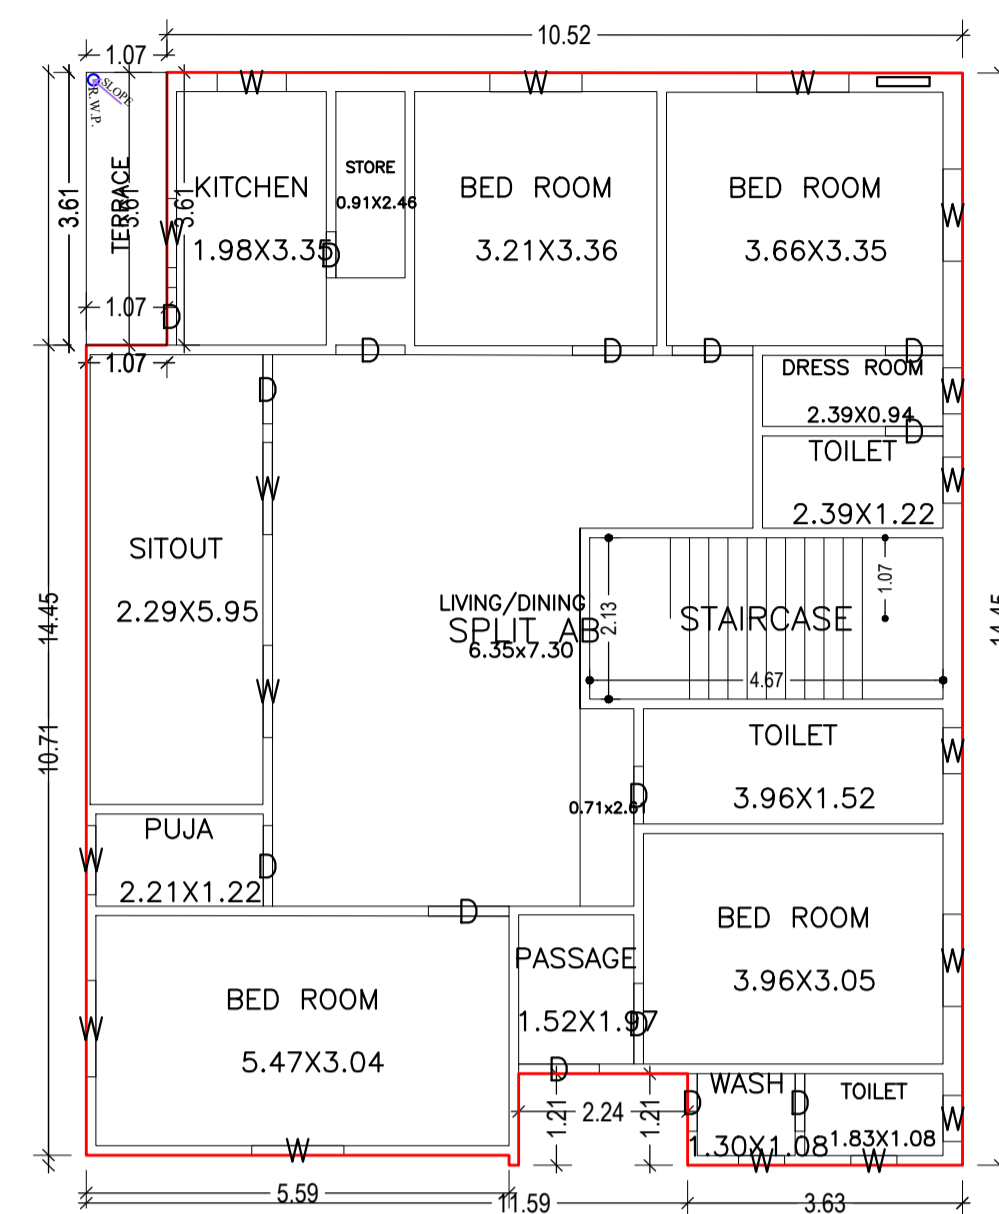 10.52
1.07
SLOPE
R.W.P.
TERRACE
3.61
3.61
3.61
W
W
W
KITCHEN
1.98X3.35
STORE
0.91X2.46
BED ROOM
3.21X3.36
BED ROOM
3.66X3.35
W
W
D
1.07
D
1.07
D
D
D
D
DRESS ROOM
2.39X0.94
W
D
D
TOILET
2.39X1.22
W
W
SITOUT
2.29X5.95
14.45
14.45
LIVING/DINING
SPLIT AB
6.35x7.30
2.13
STAIRCASE
1.07
4.67
W
10.71
TOILET
3.96X1.52
W
D
0.71x2.61
PUJA
2.21X1.22
W
D
D
BED ROOM
3.96X3.05
W
PASSAGE
1.52X1.97
D
BED ROOM
5.47X3.04
W
D
WASH
1.30X1.08
D
D
TOILET
1.83X1.08
W
1.21
2.24
1.21
W
W
W
5.59
11.59
3.63